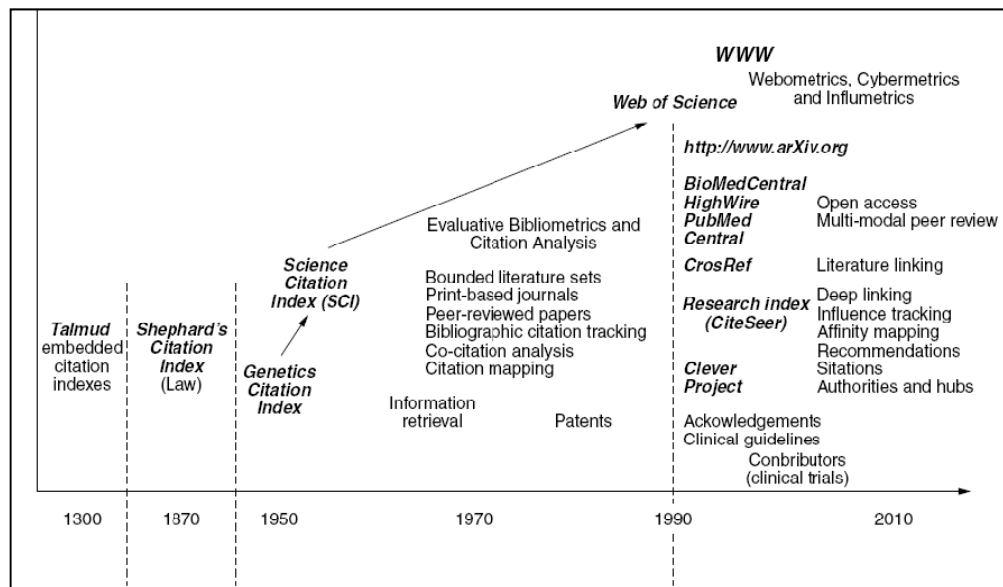 WWW
Webometrics, Cybermetrics
and Influmetrics
Web of Science
http://www.arXiv.org
BioMedCentral
HighWire Open access
PubMed Multi-modal peer review
Central
CrosRef Literature linking
Research index
(CiteSeer)
Deep linking
Influence tracking
Affinity mapping
Recommendations
Clever Sitations
Project Authorities and hubs
Ackowledgements
Clinical guidelines
Conbributors
(clinical trials)
Evaluative Bibliometrics and
Citation Analysis
Bounded literature sets
Print-based journals
Peer-reviewed papers
Bibliographic citation tracking
Co-citation analysis
Citation mapping
Information
retrieval
Patents
Science
Citation
Index (SCI)
Genetics
Citation
Index
Shephard's
Citation
Index
(Law)
Talmud
embedded
citation
indexes
1300 1870 1950 1970 1990 2010